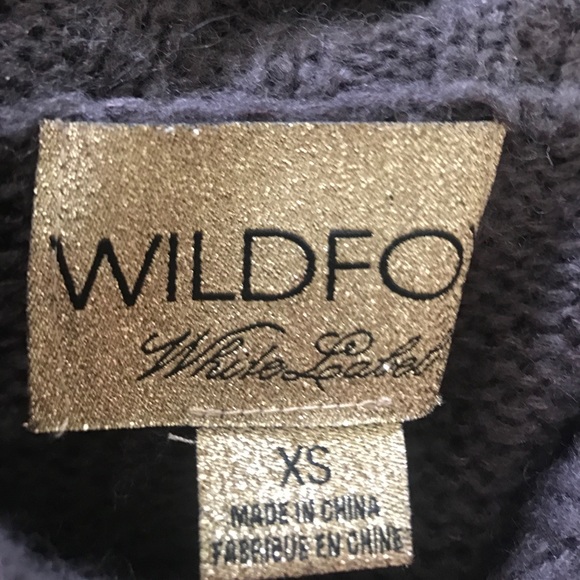 WILDFO
White Label
XS
MADE IN CHINA
FABRIQUE EN CHINE